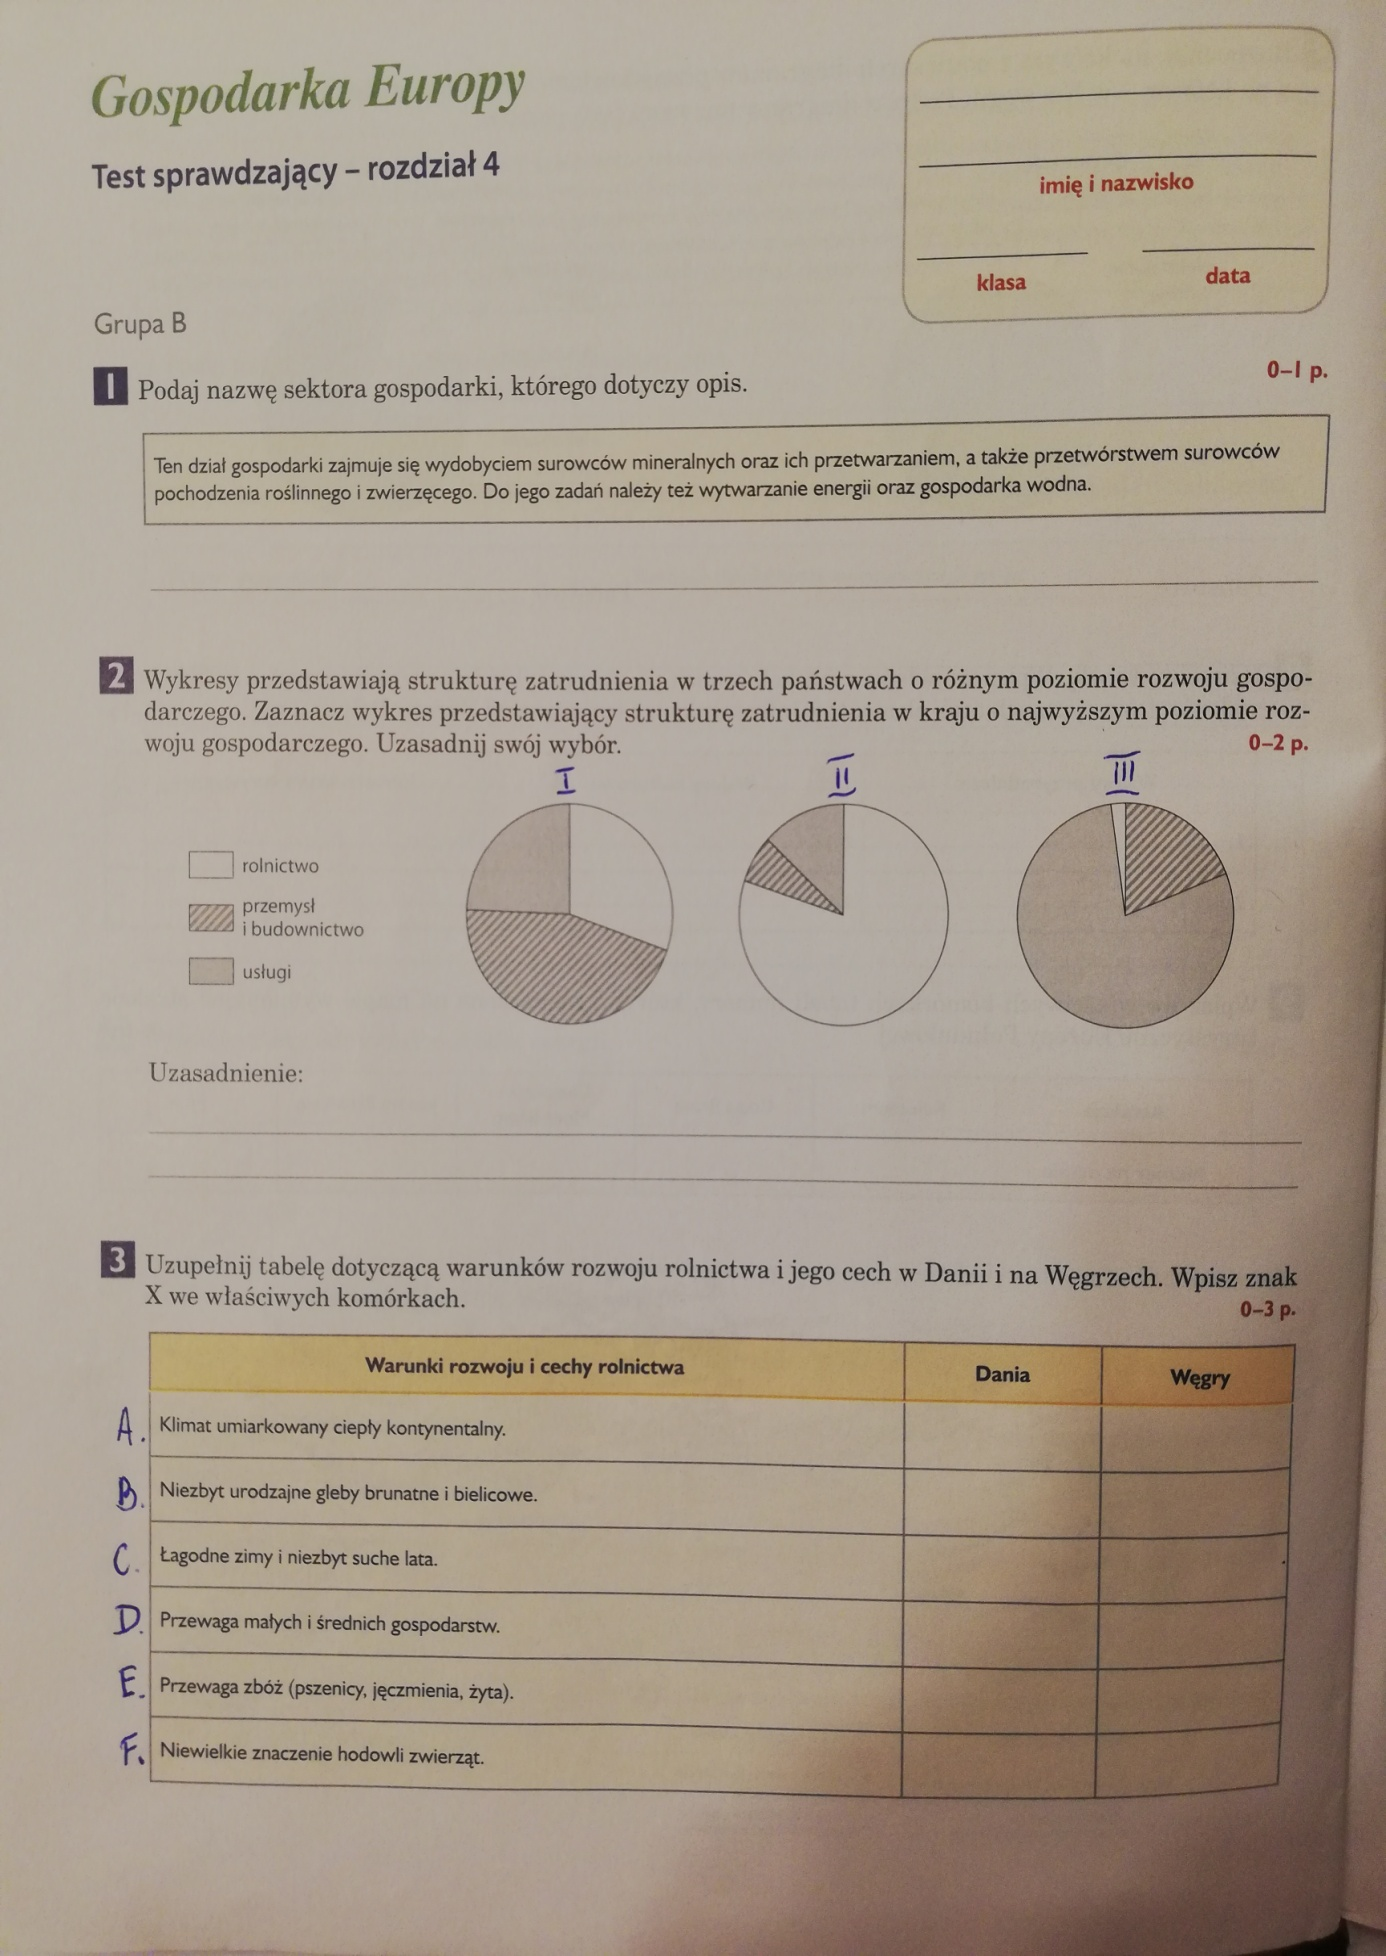 Gospodarka Europy
Test sprawdzający – rozdział 4
imię i nazwisko
klasa
data
Grupa B
1 Podaj nazwę sektora gospodarki, którego dotyczy opis.
0–1 p.
Ten dział gospodarki zajmuje się wydobyciem surowców mineralnych oraz ich przetwarzaniem, a także przetwórstwem surowców
pochodzenia roślinnego i zwierzęcego. Do jego zadań należy też wytwarzanie energii oraz gospodarka wodna.
2 Wykresy przedstawiają strukturę zatrudnienia w trzech państwach o różnym poziomie rozwoju gospo-
darczego. Zaznacz wykres przedstawiający strukturę zatrudnienia w kraju o najwyższym poziomie roz-
woju gospodarczego. Uzasadnij swój wybór.
0–2 p.
I
II
III
rolnictwo
przemysł
i budownictwo
usługi
Uzasadnienie:
3 Uzupełnij tabelę dotyczącą warunków rozwoju rolnictwa i jego cech w Danii i na Węgrzech. Wpisz znak
X we właściwych komórkach.
0–3 p.
Warunki rozwoju i cechy rolnictwa
Dania
Węgry
A. Klimat umiarkowany ciepły kontynentalny.
B. Niezbyt urodzajne gleby brunatne i bielicowe.
C. Łagodne zimy i niezbyt suche lata.
D. Przewaga małych i średnich gospodarstw.
E. Przewaga zbóż (pszenicy, jęczmienia, żyta).
F. Niewielkie znaczenie hodowli zwierząt.